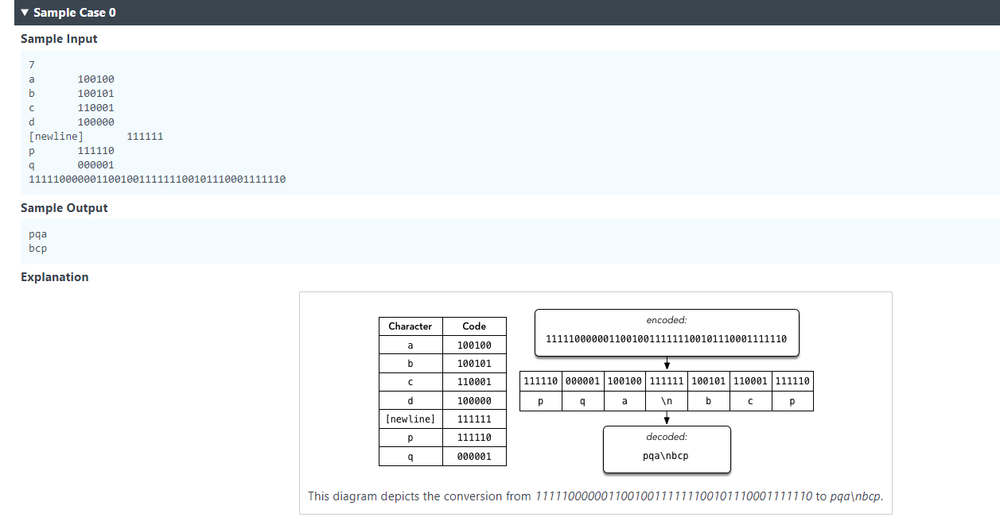 ▼ Sample Case 0
Sample Input
7
a 100100
b 100101
c 110001
d 100000
[newline] 111111
p 111110
q 000001
111110000001100100111111100101110001111110
Sample Output
pqa
bcp
Explanation
Character Code
a 100100
b 100101
c 110001
d 100000
[newline] 111111
p 111110
q 000001
encoded:
111110000001100100111111100101110001111110
111110 000001 100100 111111 100101 110001 111110
p q a \n b c p
decoded:
pqa\nbcp
This diagram depicts the conversion from 111110000001100100111111100101110001111110 to pqa\nbcp.